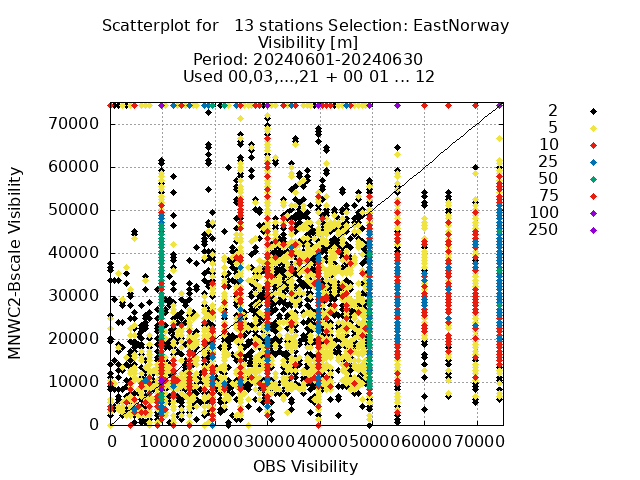 Scatterplot for   13 stations Selection: EastNorway
Visibility [m]
Period: 20240601-20240630
Used 00,03,...,21 + 00 01 ... 12
MNWC2-Bscale Visibility
70000
60000
50000
40000
30000
20000
10000
0
0 10000 20000 30000 40000 50000 60000 70000
OBS Visibility
2
5
10
25
50
75
100
250